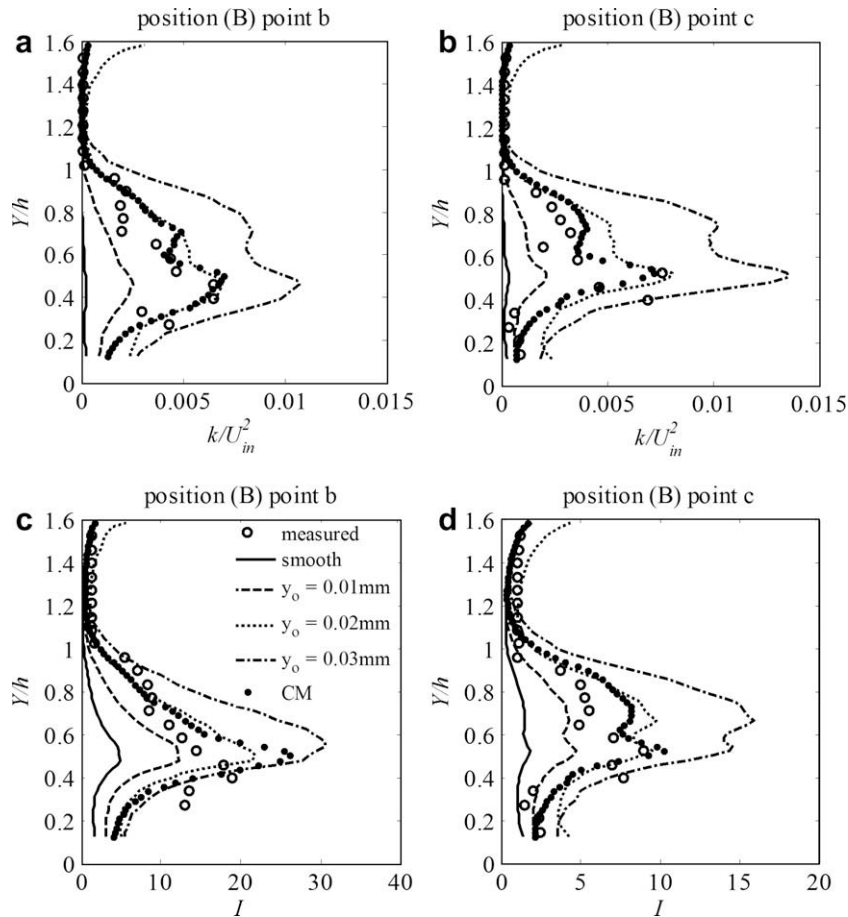 position (B) point b
position (B) point c
a
b
1.6
1.4
1.2
1
0.8
0.6
0.4
0.2
0
Y/h
0 0.005 0.01 0.015
k/U²in
1.6
1.4
1.2
1
0.8
0.6
0.4
0.2
0
Y/h
0 0.005 0.01 0.015
k/U²in
position (B) point b
position (B) point c
c
d
1.6
1.4
1.2
1
0.8
0.6
0.4
0.2
0
Y/h
measured
smooth
yo = 0.01mm
yo = 0.02mm
yo = 0.03mm
CM
0 10 20 30 40
I
1.6
1.4
1.2
1
0.8
0.6
0.4
0.2
0
Y/h
0 5 10 15 20
I